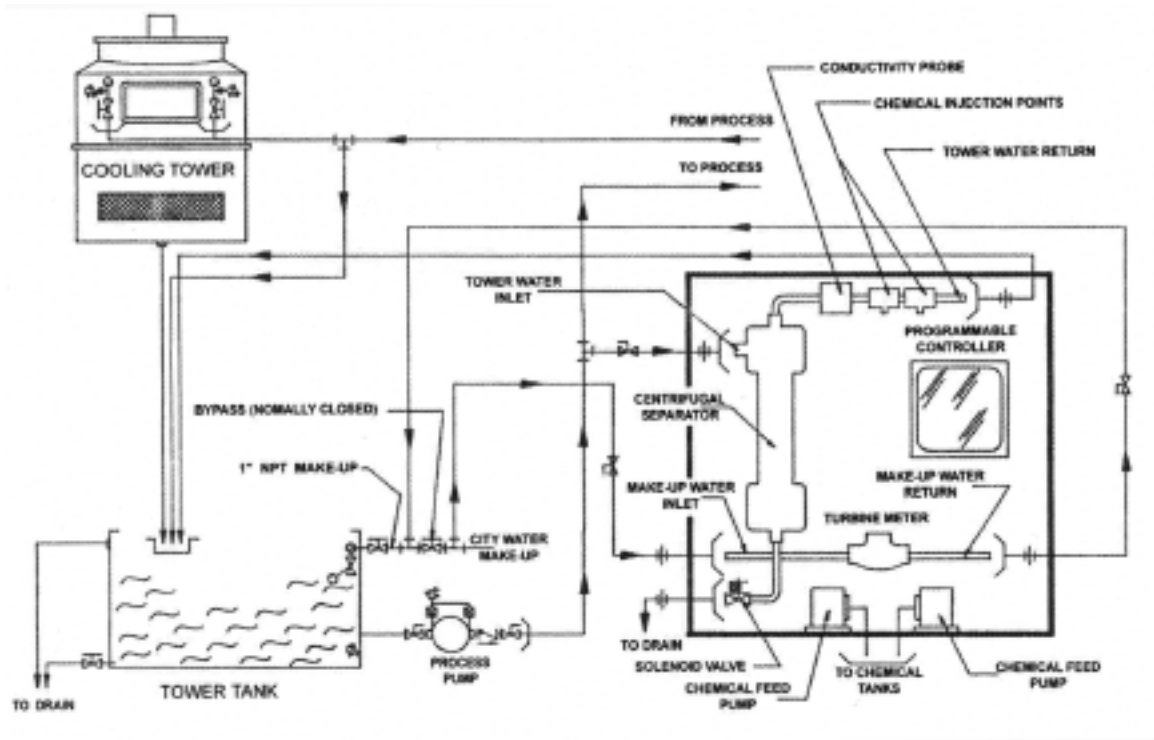 CONDUCTIVITY PROBE
CHEMICAL INJECTION POINTS
FROM PROCESS
TOWER WATER RETURN
TO PROCESS
COOLING TOWER
TOWER WATER
INLET
PROGRAMMABLE
CONTROLLER
CENTRIFUGAL
SEPARATOR
BYPASS (NOMALLY CLOSED)
1" NPT MAKE-UP
MAKE-UP WATER
INLET
MAKE-UP WATER
RETURN
TURBINE METER
CITY WATER
MAKE-UP
TO DRAIN
SOLENOID VALVE
PROCESS
PUMP
TO CHEMICAL
TANKS
CHEMICAL FEED
PUMP
CHEMICAL FEED
PUMP
TOWER TANK
TO DRAIN